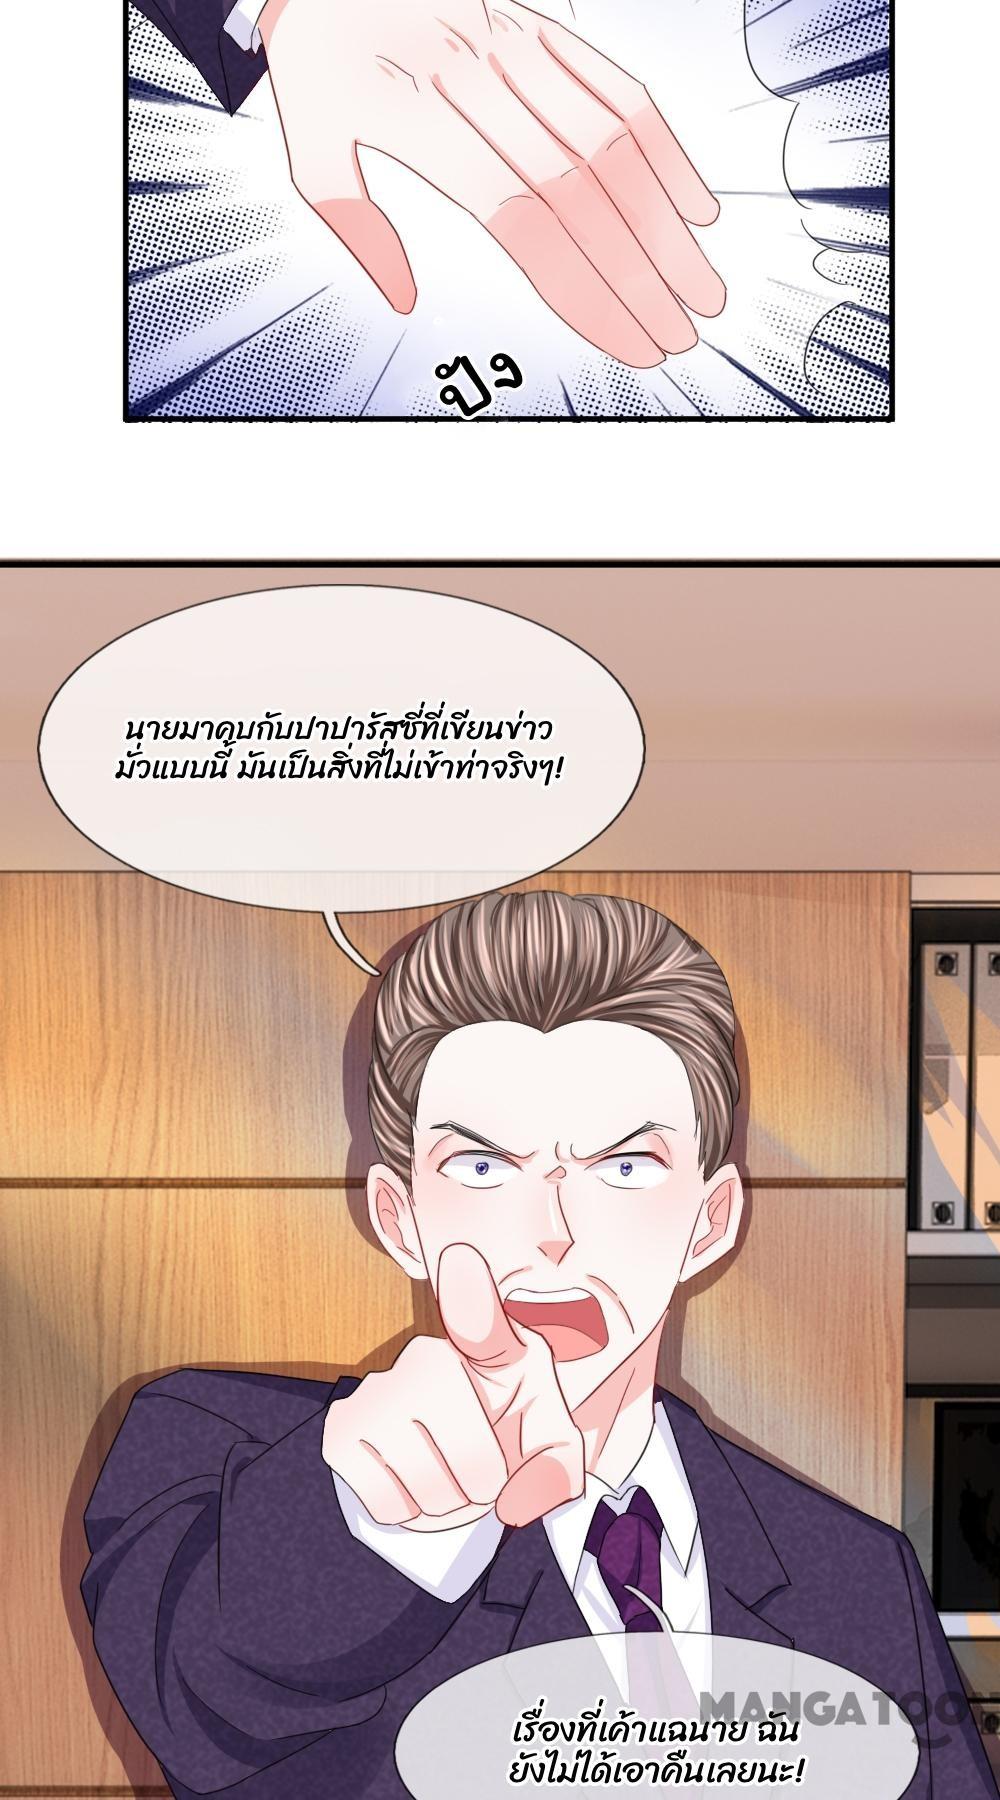 ปัง
นายมาคบกับปาปารัสซี่ที่เขียนข่าว
มั่วแบบนี้ มันเป็นสิ่งที่ไม่เข้าท่าจริงๆ!
MANGATOON
เรื่องที่เค้าแฉนาย ฉัน
ยังไม่ได้เอาคืนเลยนะ!